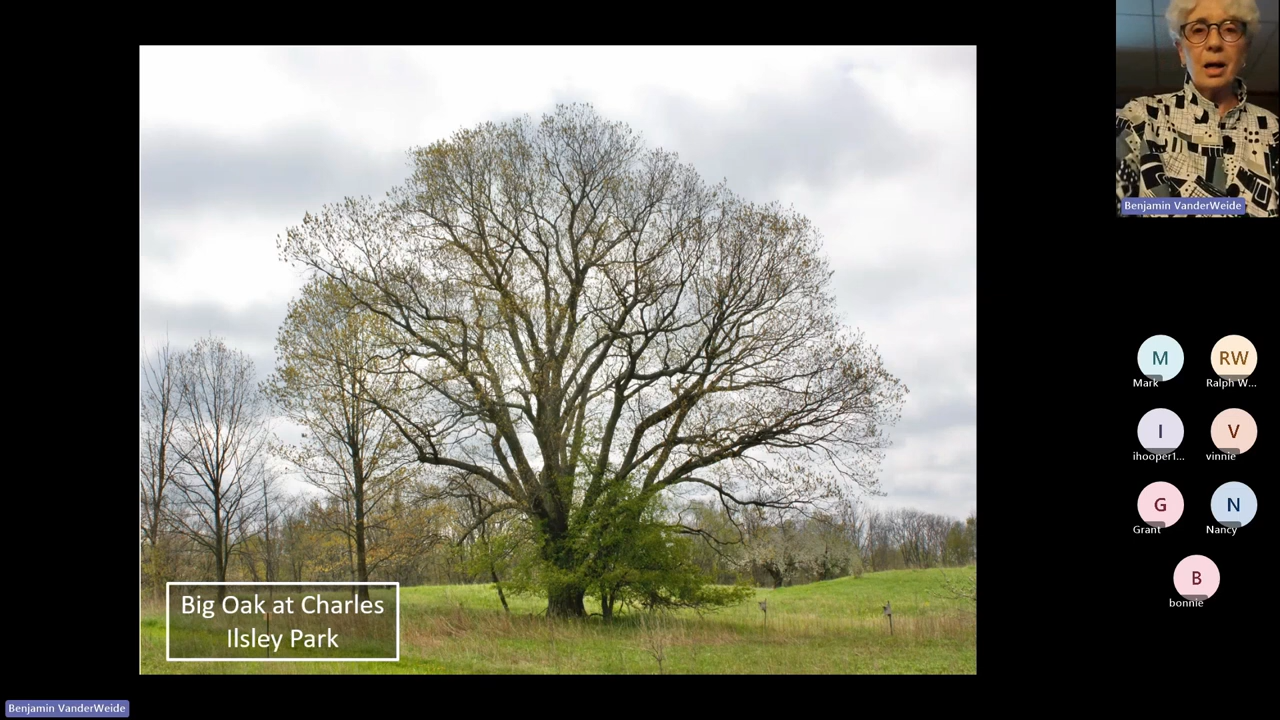 Benjamin VanderWeide
M
RW
Mark
Ralph W...
I
V
ihooper1...
vinnie
G
N
Grant
Nancy
B
bonnie
Big Oak at Charles
Ilsley Park
Benjamin VanderWeide